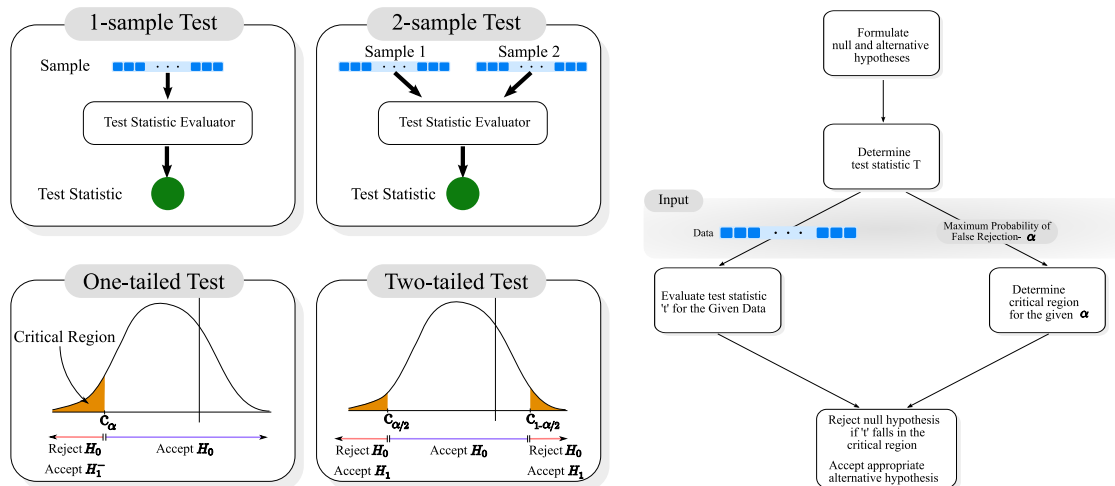 1-sample Test
Sample
. . .
Test Statistic Evaluator
Test Statistic
2-sample Test
Sample 1
Sample 2
. . .
. . .
Test Statistic Evaluator
Test Statistic
One-tailed Test
Critical Region
C_α
Reject H₀
Accept H₀
Accept H₁⁻
Two-tailed Test
C_α/2
C_1-α/2
Reject H₀
Accept H₀
Reject H₀
Accept H₁
Accept H₁
Formulate
null and alternative
hypotheses
Determine
test statistic T
Input
Data
. . .
Maximum Probability of
False Rejection- α
Evaluate test statistic
't' for the Given Data
Determine
critical region
for the given α
Reject null hypothesis
if 't' falls in the
critical region
Accept appropriate
alternative hypothesis